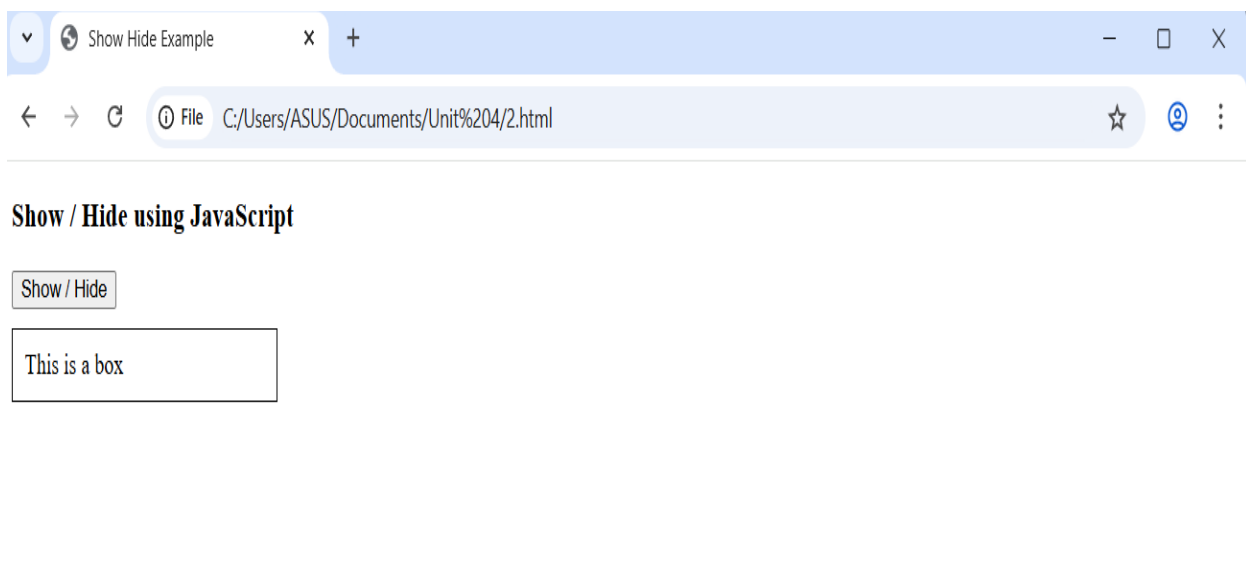 Show Hide Example
File C:/Users/ASUS/Documents/Unit%204/2.html
Show / Hide using JavaScript
Show / Hide
This is a box